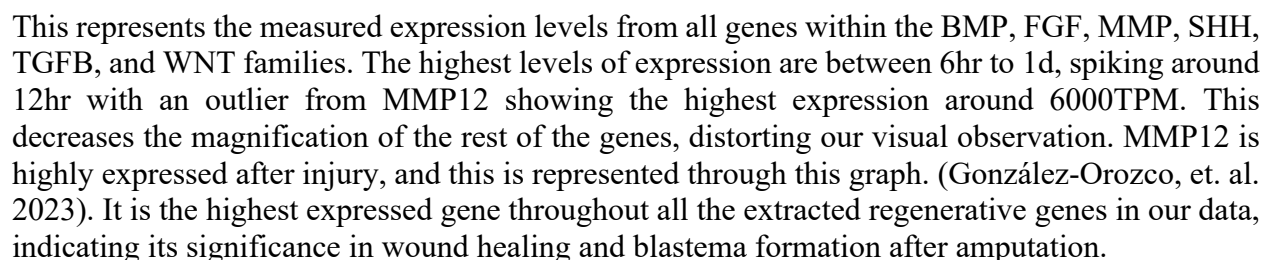 This represents the measured expression levels from all genes within the BMP, FGF, MMP, SHH,
TGFB, and WNT families. The highest levels of expression are between 6hr to 1d, spiking around
12hr with an outlier from MMP12 showing the highest expression around 6000TPM. This
decreases the magnification of the rest of the genes, distorting our visual observation. MMP12 is
highly expressed after injury, and this is represented through this graph. (González-Orozco, et. al.
2023). It is the highest expressed gene throughout all the extracted regenerative genes in our data,
indicating its significance in wound healing and blastema formation after amputation.